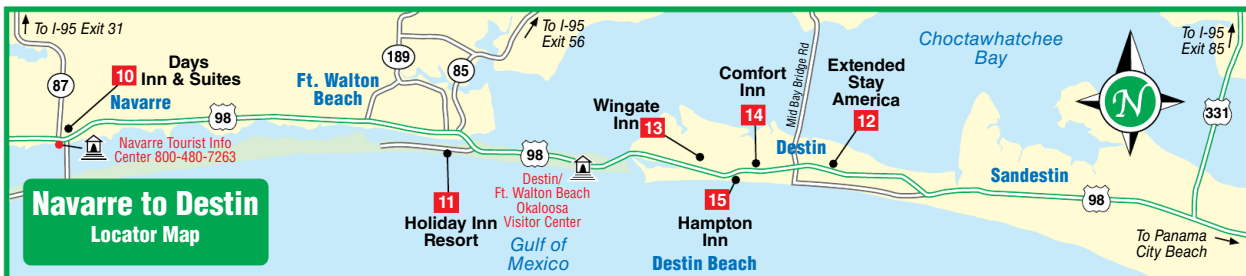 To I-95 Exit 31
87
10
Days
Inn & Suites
Navarre
98
Navarre Tourist Info
Center 800-480-7263
Navarre to Destin
Locator Map
Ft. Walton
Beach
189
85
To I-95
Exit 56
11
Holiday Inn
Resort
98
Destin/
Ft. Walton Beach
Okaloosa
Visitor Center
Gulf of
Mexico
Wingate
Inn
13
Comfort
Inn
14
Mid Bay Bridge Rd
Extended
Stay
America
12
Destin
15
Hampton
Inn
Destin Beach
Choctawhatchee
Bay
Sandestin
98
N
To I-95
Exit 85
331
To Panama
City Beach